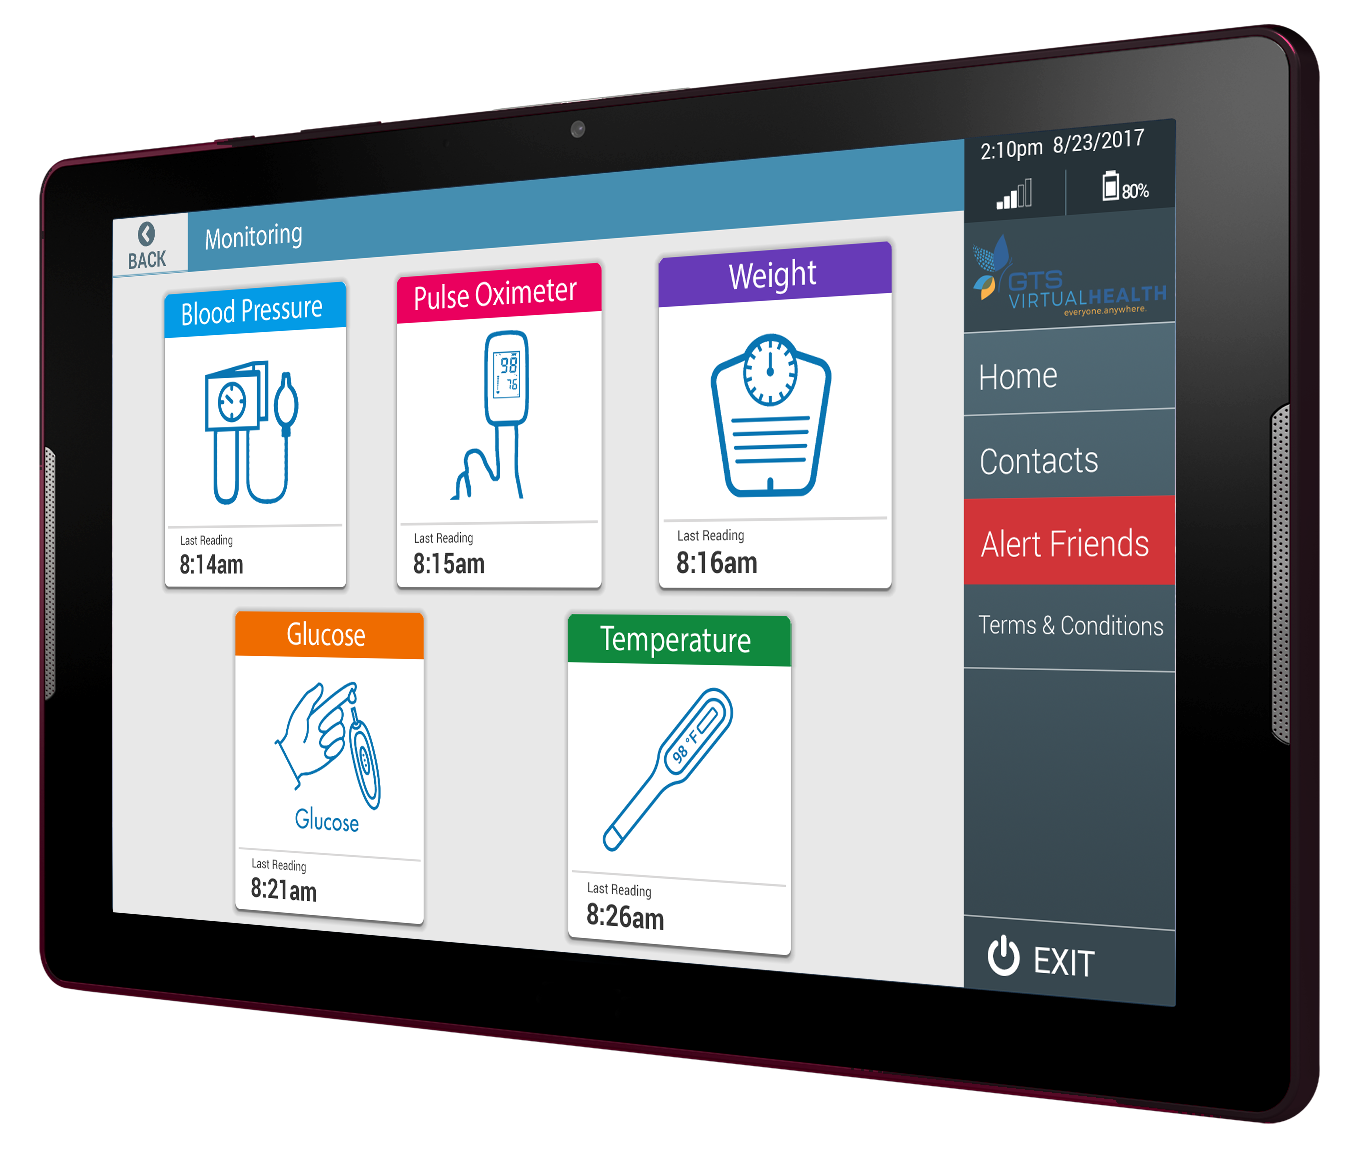 BACK
Monitoring
2:10pm 8/23/2017
80%
GTS
VIRTUALHEALTH
everyone.anywhere.
Blood Pressure
Last Reading
8:14am
Pulse Oximeter
98
76
Last Reading
8:15am
Weight
Last Reading
8:16am
Glucose
Glucose
Last Reading
8:21am
Temperature
98 °F
Last Reading
8:26am
Home
Contacts
Alert Friends
Terms & Conditions
EXIT